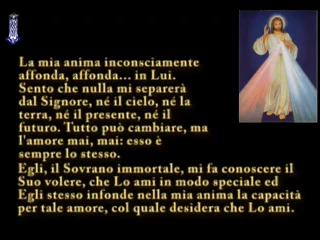 La mia anima inconsciamente
affonda, affonda... in Lui.
Sento che nulla mi separerà
dal Signore, né il cielo, né la
terra, né il presente, né il
futuro. Tutto può cambiare, ma
l'amore mai, mai: esso è
sempre lo stesso.
Egli, il Sovrano immortale, mi fa conoscere il
Suo volere, che Lo ami in modo speciale ed
Egli stesso infonde nella mia anima la capacità
per tale amore, col quale desidera che Lo ami.